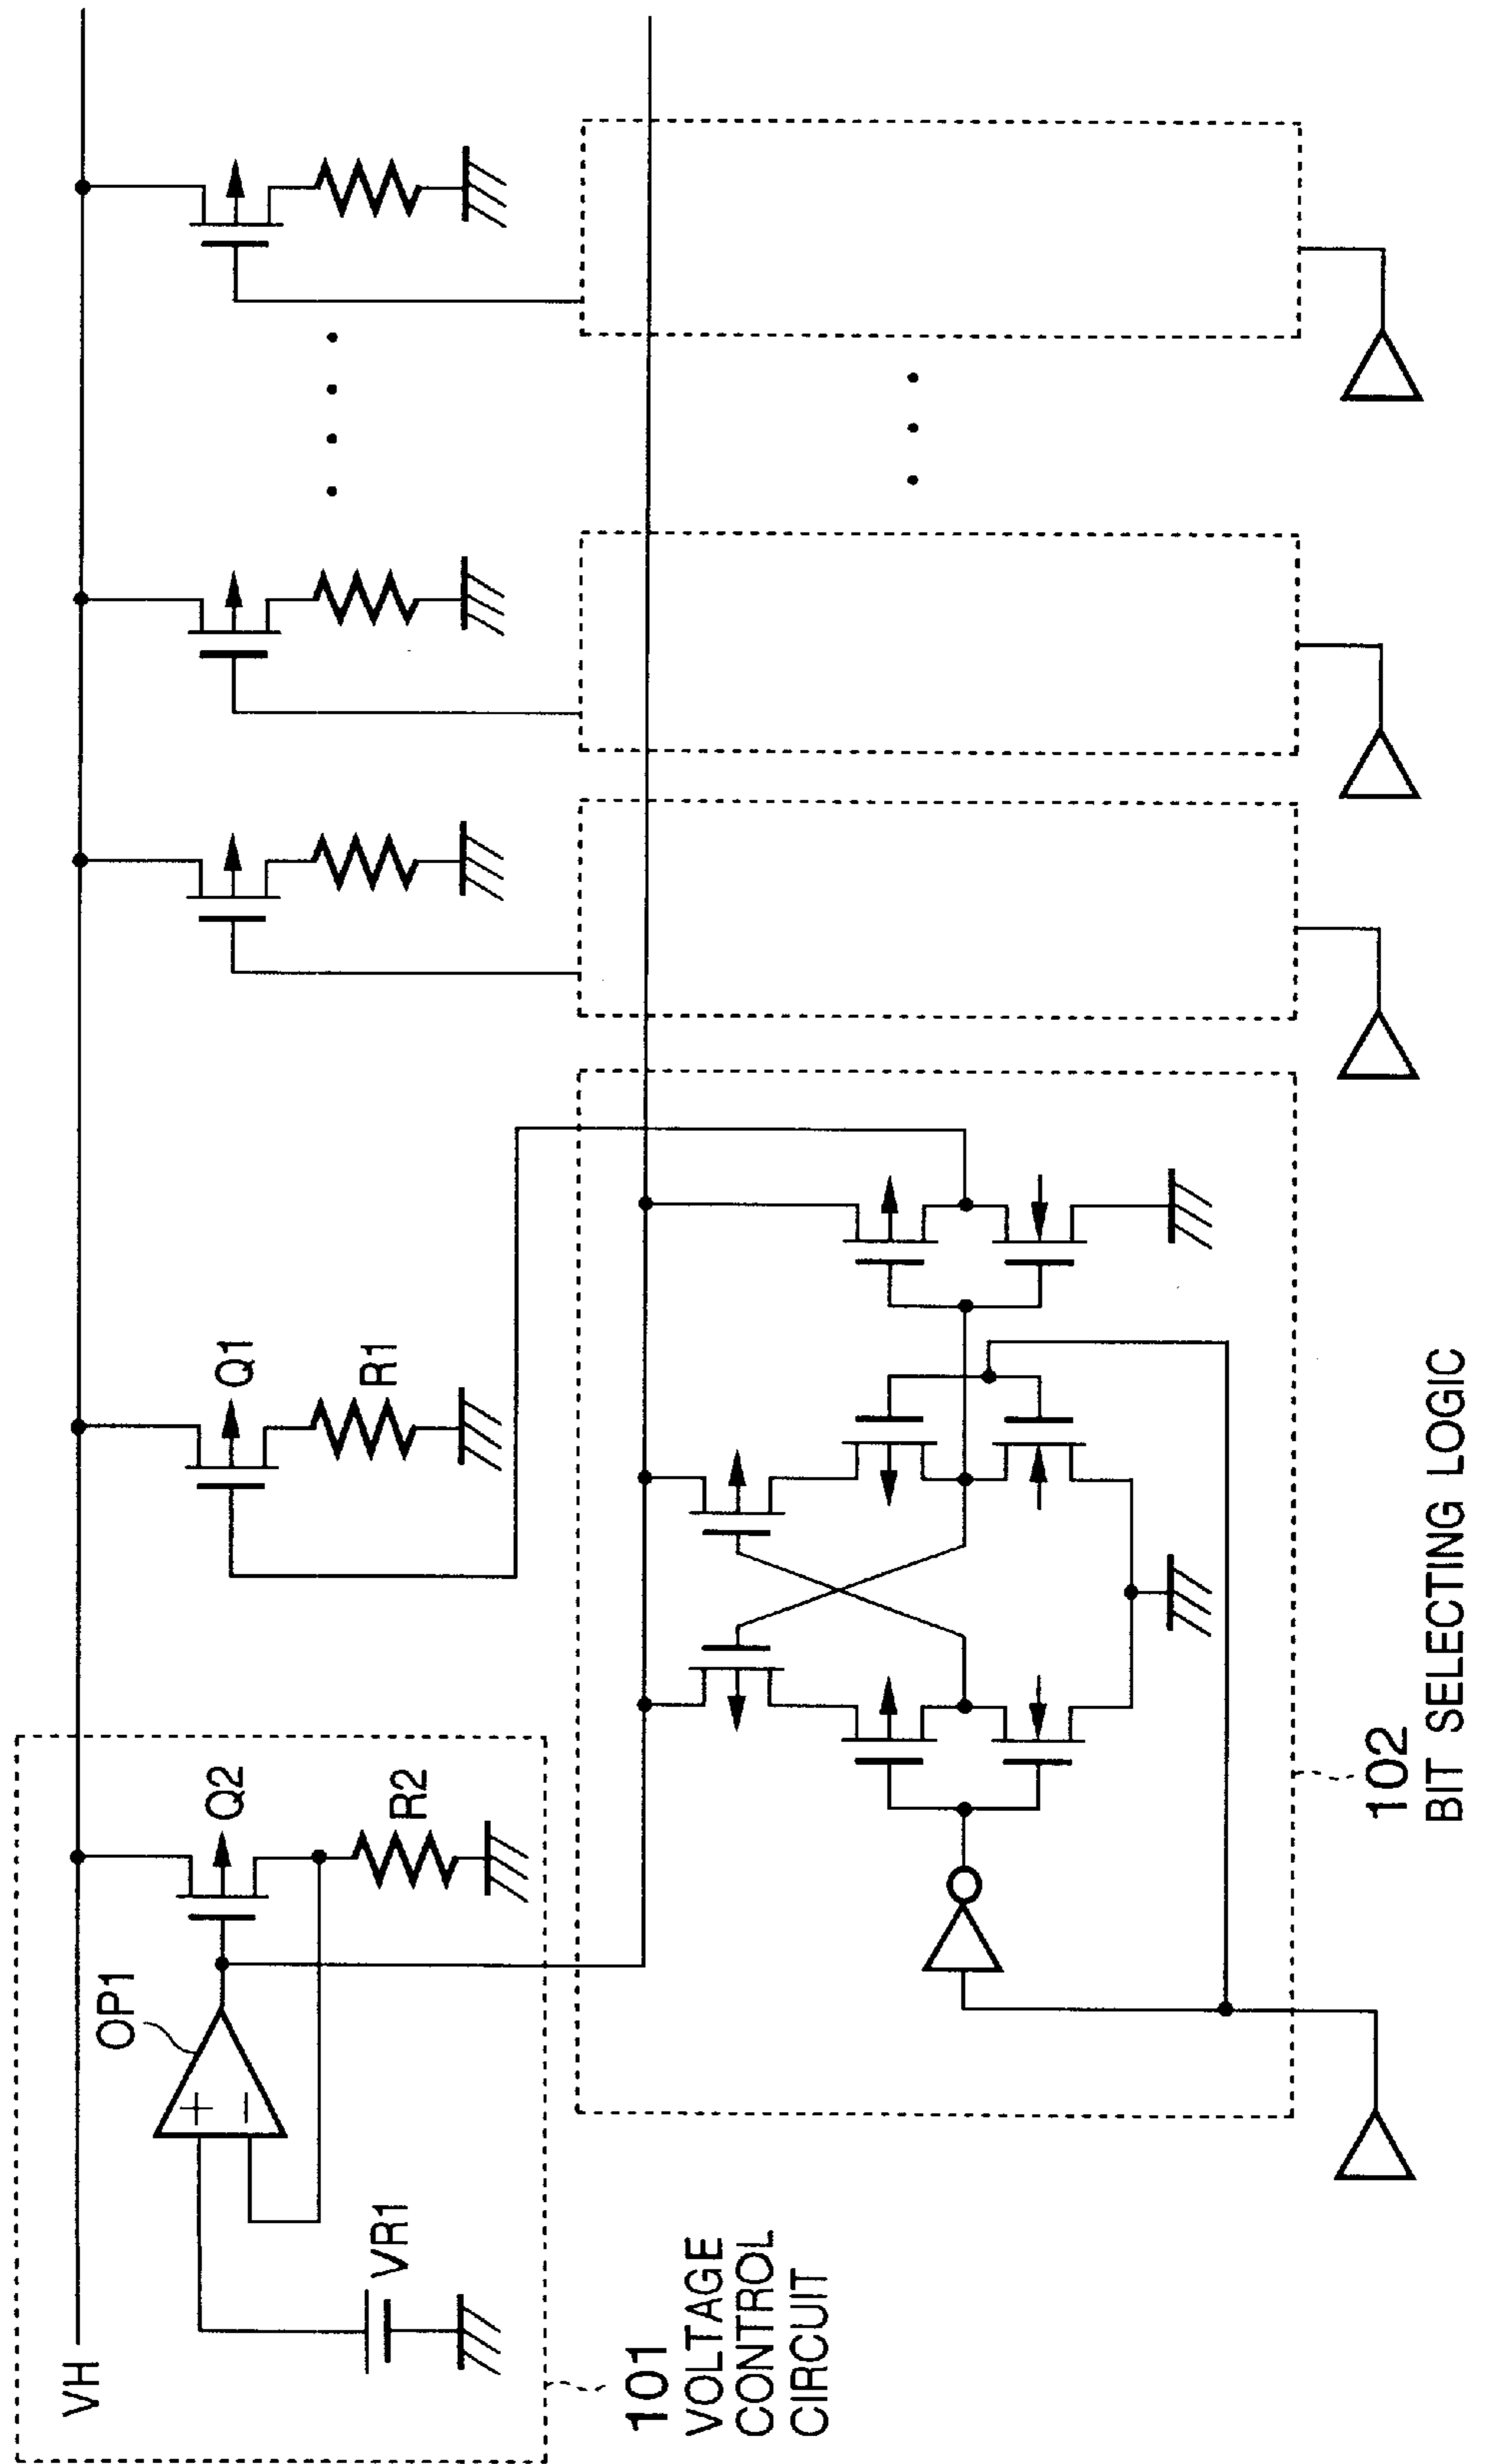 VH
OP1
Q2
R2
VR1
Q1
R1
101
VOLTAGE
CONTROL
CIRCUIT
102
BIT SELECTING LOGIC